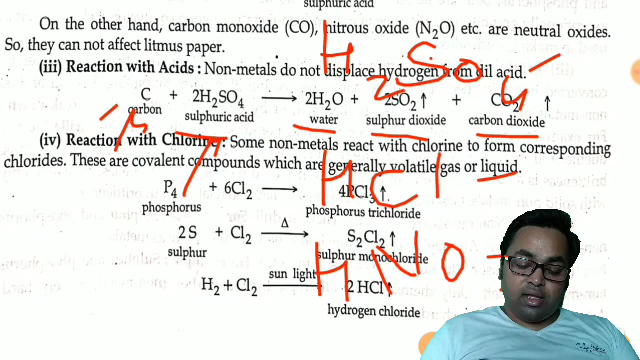 sulphuric acid
On the other hand, carbon monoxide (CO), nitrous oxide (N₂O) etc. are neutral oxides.
So, they can not affect litmus paper.
(iii) Reaction with Acids : Non-metals do not displace hydrogen from dil acid.
C + 2H₂SO₄ ⟶ 2H₂O + 2SO₂↑ + CO₂ ↑
carbon sulphuric acid water sulphur dioxide carbon dioxide
(iv) Reaction with Chlorine : Some non-metals react with chlorine to form corresponding
chlorides. These are covalent compounds which are generally volatile gas or liquid.
P₄ + 6Cl₂ ⟶ 4PCl₃↑
phosphorus phosphorus trichloride
2S + Cl₂ Δ⟶ S₂Cl₂↑
sulphur sulphur monochloride
H₂ + Cl₂ sun light⟶ 2 HCl↑
hydrogen chloride
H₂SO₄
HCl
HNO